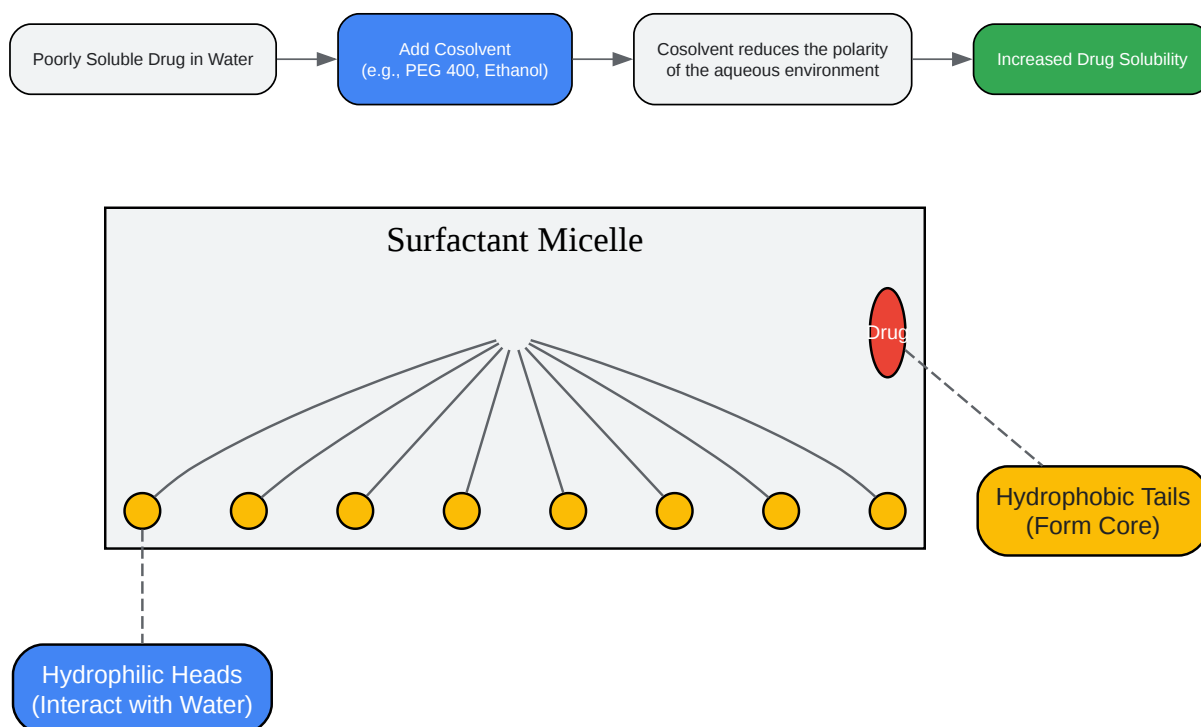 Poorly Soluble Drug in Water
Add Cosolvent
(e.g., PEG 400, Ethanol)
Cosolvent reduces the polarity
of the aqueous environment
Increased Drug Solubility
Surfactant Micelle
Drug
Hydrophobic Tails
(Form Core)
Hydrophilic Heads
(Interact with Water)